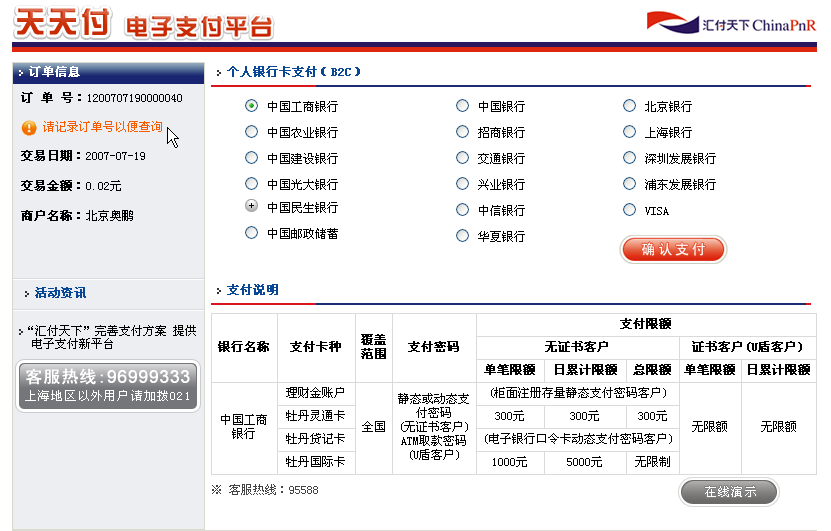 天天付 电子支付平台
汇付天下 ChinaPnR
订单信息
订 单 号：1200707190000040
请记录订单号以便查询
交易日期：2007-07-19
交易金额：0.02元
商户名称：北京奥鹏
活动资讯
“汇付天下”完善支付方案 提供
电子支付新平台
客服热线:96999333
上海地区以外用户请加拨021
个人银行卡支付（B2C）
中国工商银行 中国银行 北京银行
中国农业银行 招商银行 上海银行
中国建设银行 交通银行 深圳发展银行
中国光大银行 兴业银行 浦东发展银行
中国民生银行 中信银行 VISA
中国邮政储蓄 华夏银行
确认支付
支付说明
银行名称 支付卡种 覆盖范围 支付密码 支付限额
无证书客户 证书客户(U盾客户)
单笔限额 日累计限额 总限额 单笔限额 日累计限额
中国工商银行 理财金账户 全国 静态或动态支付密码(无证书客户)ATM取款密码(U盾客户) (柜面注册存量静态支付密码客户) 无限额 无限额
牡丹灵通卡 300元 300元 300元
牡丹贷记卡 (电子银行口令卡动态支付密码客户)
牡丹国际卡 1000元 5000元 无限制
※ 客服热线：95588
在线演示